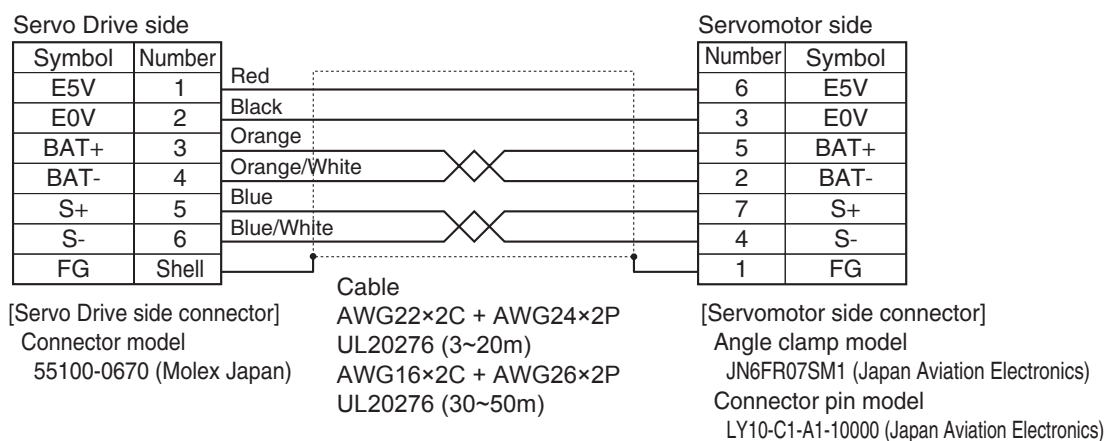 Servo Drive side
Servomotor side
Symbol Number
Number Symbol
E5V 1 Red 6 E5V
E0V 2 Black 3 E0V
BAT+ 3 Orange 5 BAT+
BAT- 4 Orange/White 2 BAT-
S+ 5 Blue 7 S+
S- 6 Blue/White 4 S-
FG Shell 1 FG
[Servo Drive side connector]
Connector model
55100-0670 (Molex Japan)
Cable
AWG22×2C + AWG24×2P
UL20276 (3~20m)
AWG16×2C + AWG26×2P
UL20276 (30~50m)
[Servomotor side connector]
Angle clamp model
JN6FR07SM1 (Japan Aviation Electronics)
Connector pin model
LY10-C1-A1-10000 (Japan Aviation Electronics)